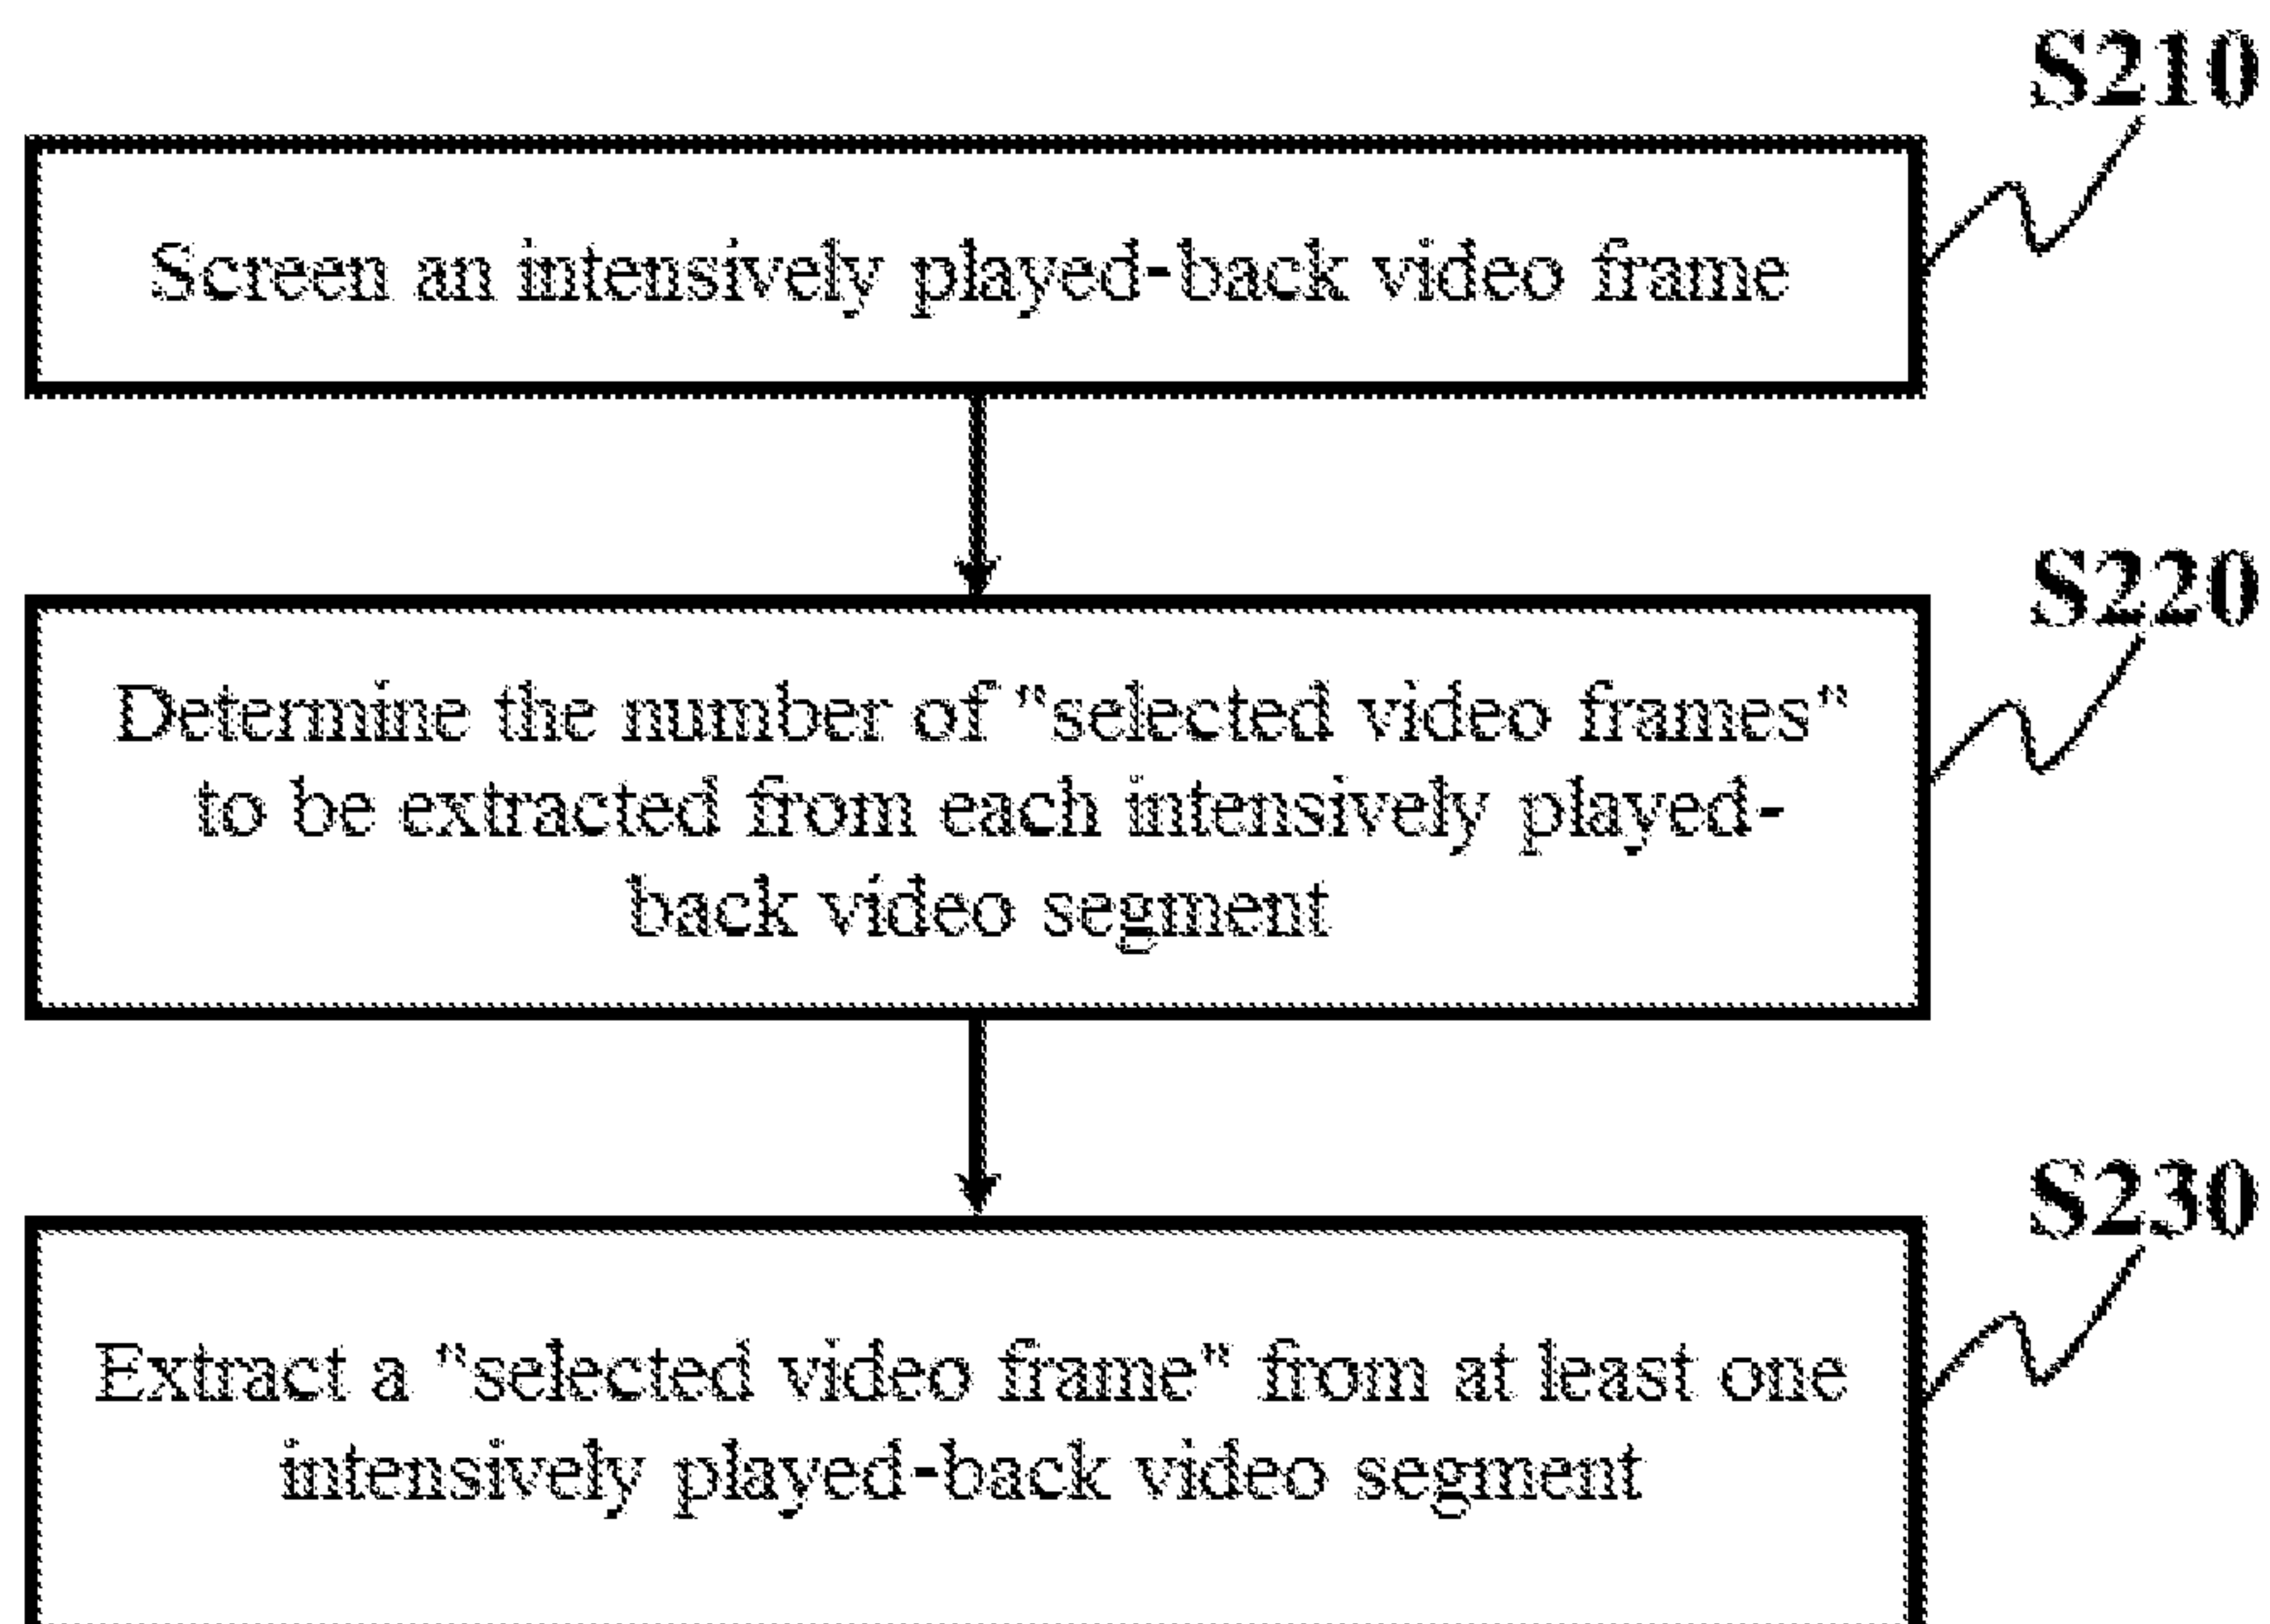 S210
Screen an intensively played-back video frame
S220
Determine the number of "selected video frames"
to be extracted from each intensively played-
back video segment
S230
Extract a "selected video frame" from at least one
intensively played-back video segment